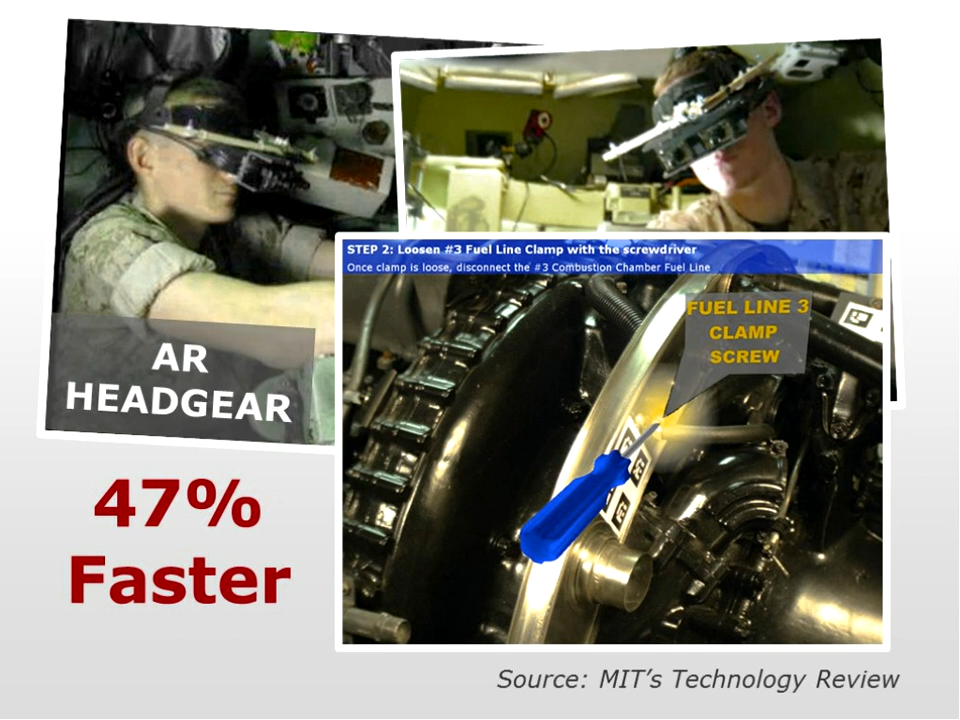 AR
HEADGEAR
STEP 2: Loosen #3 Fuel Line Clamp with the screwdriver
Once clamp is loose, disconnect the #3 Combustion Chamber Fuel Line
FUEL LINE 3
CLAMP
SCREW
47%
Faster
Source: MIT’s Technology Review